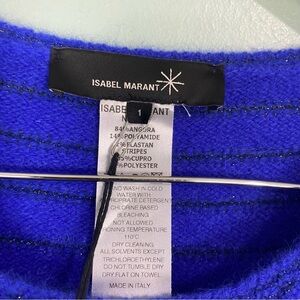 ISABEL MARANT
ISABEL MARANT
1
84%ANGORA
14%POLYAMIDE
2%ELASTAN
STRIPES
%CUPRO
%POLYESTER
AND WASH IN COLD
WATER WITH
DETERGENT
CHLORINE BASED
BLEACHING
NOT ALLOWED
IRONING TEMPERATURE
110°C
DRY CLEANING
ALL SOLVENTS EXCEPT
TRICHLOROETHYLENE
DO NOT TUMBLE DRY
DRY FLAT ON TOWEL
MADE IN ITALY